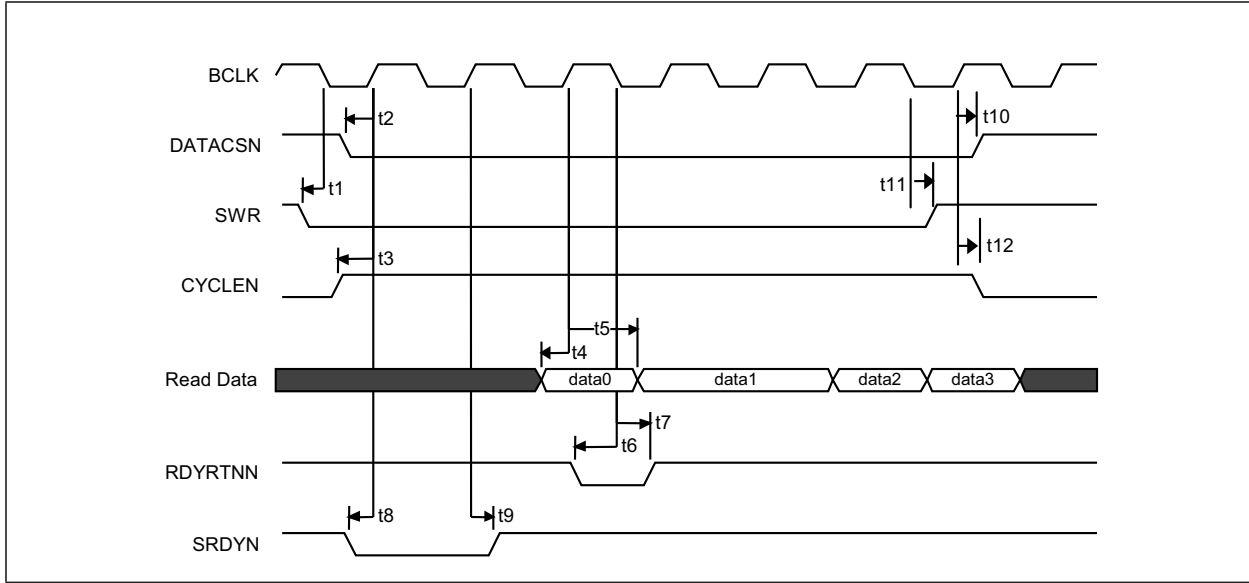 BCLK
t2
t10
DATACSN
t1
t11
SWR
t3
t12
CYCLEN
t5
t4
Read Data
data0
data1
data2
data3
t7
t6
RDYRTNN
t8
t9
SRDYN